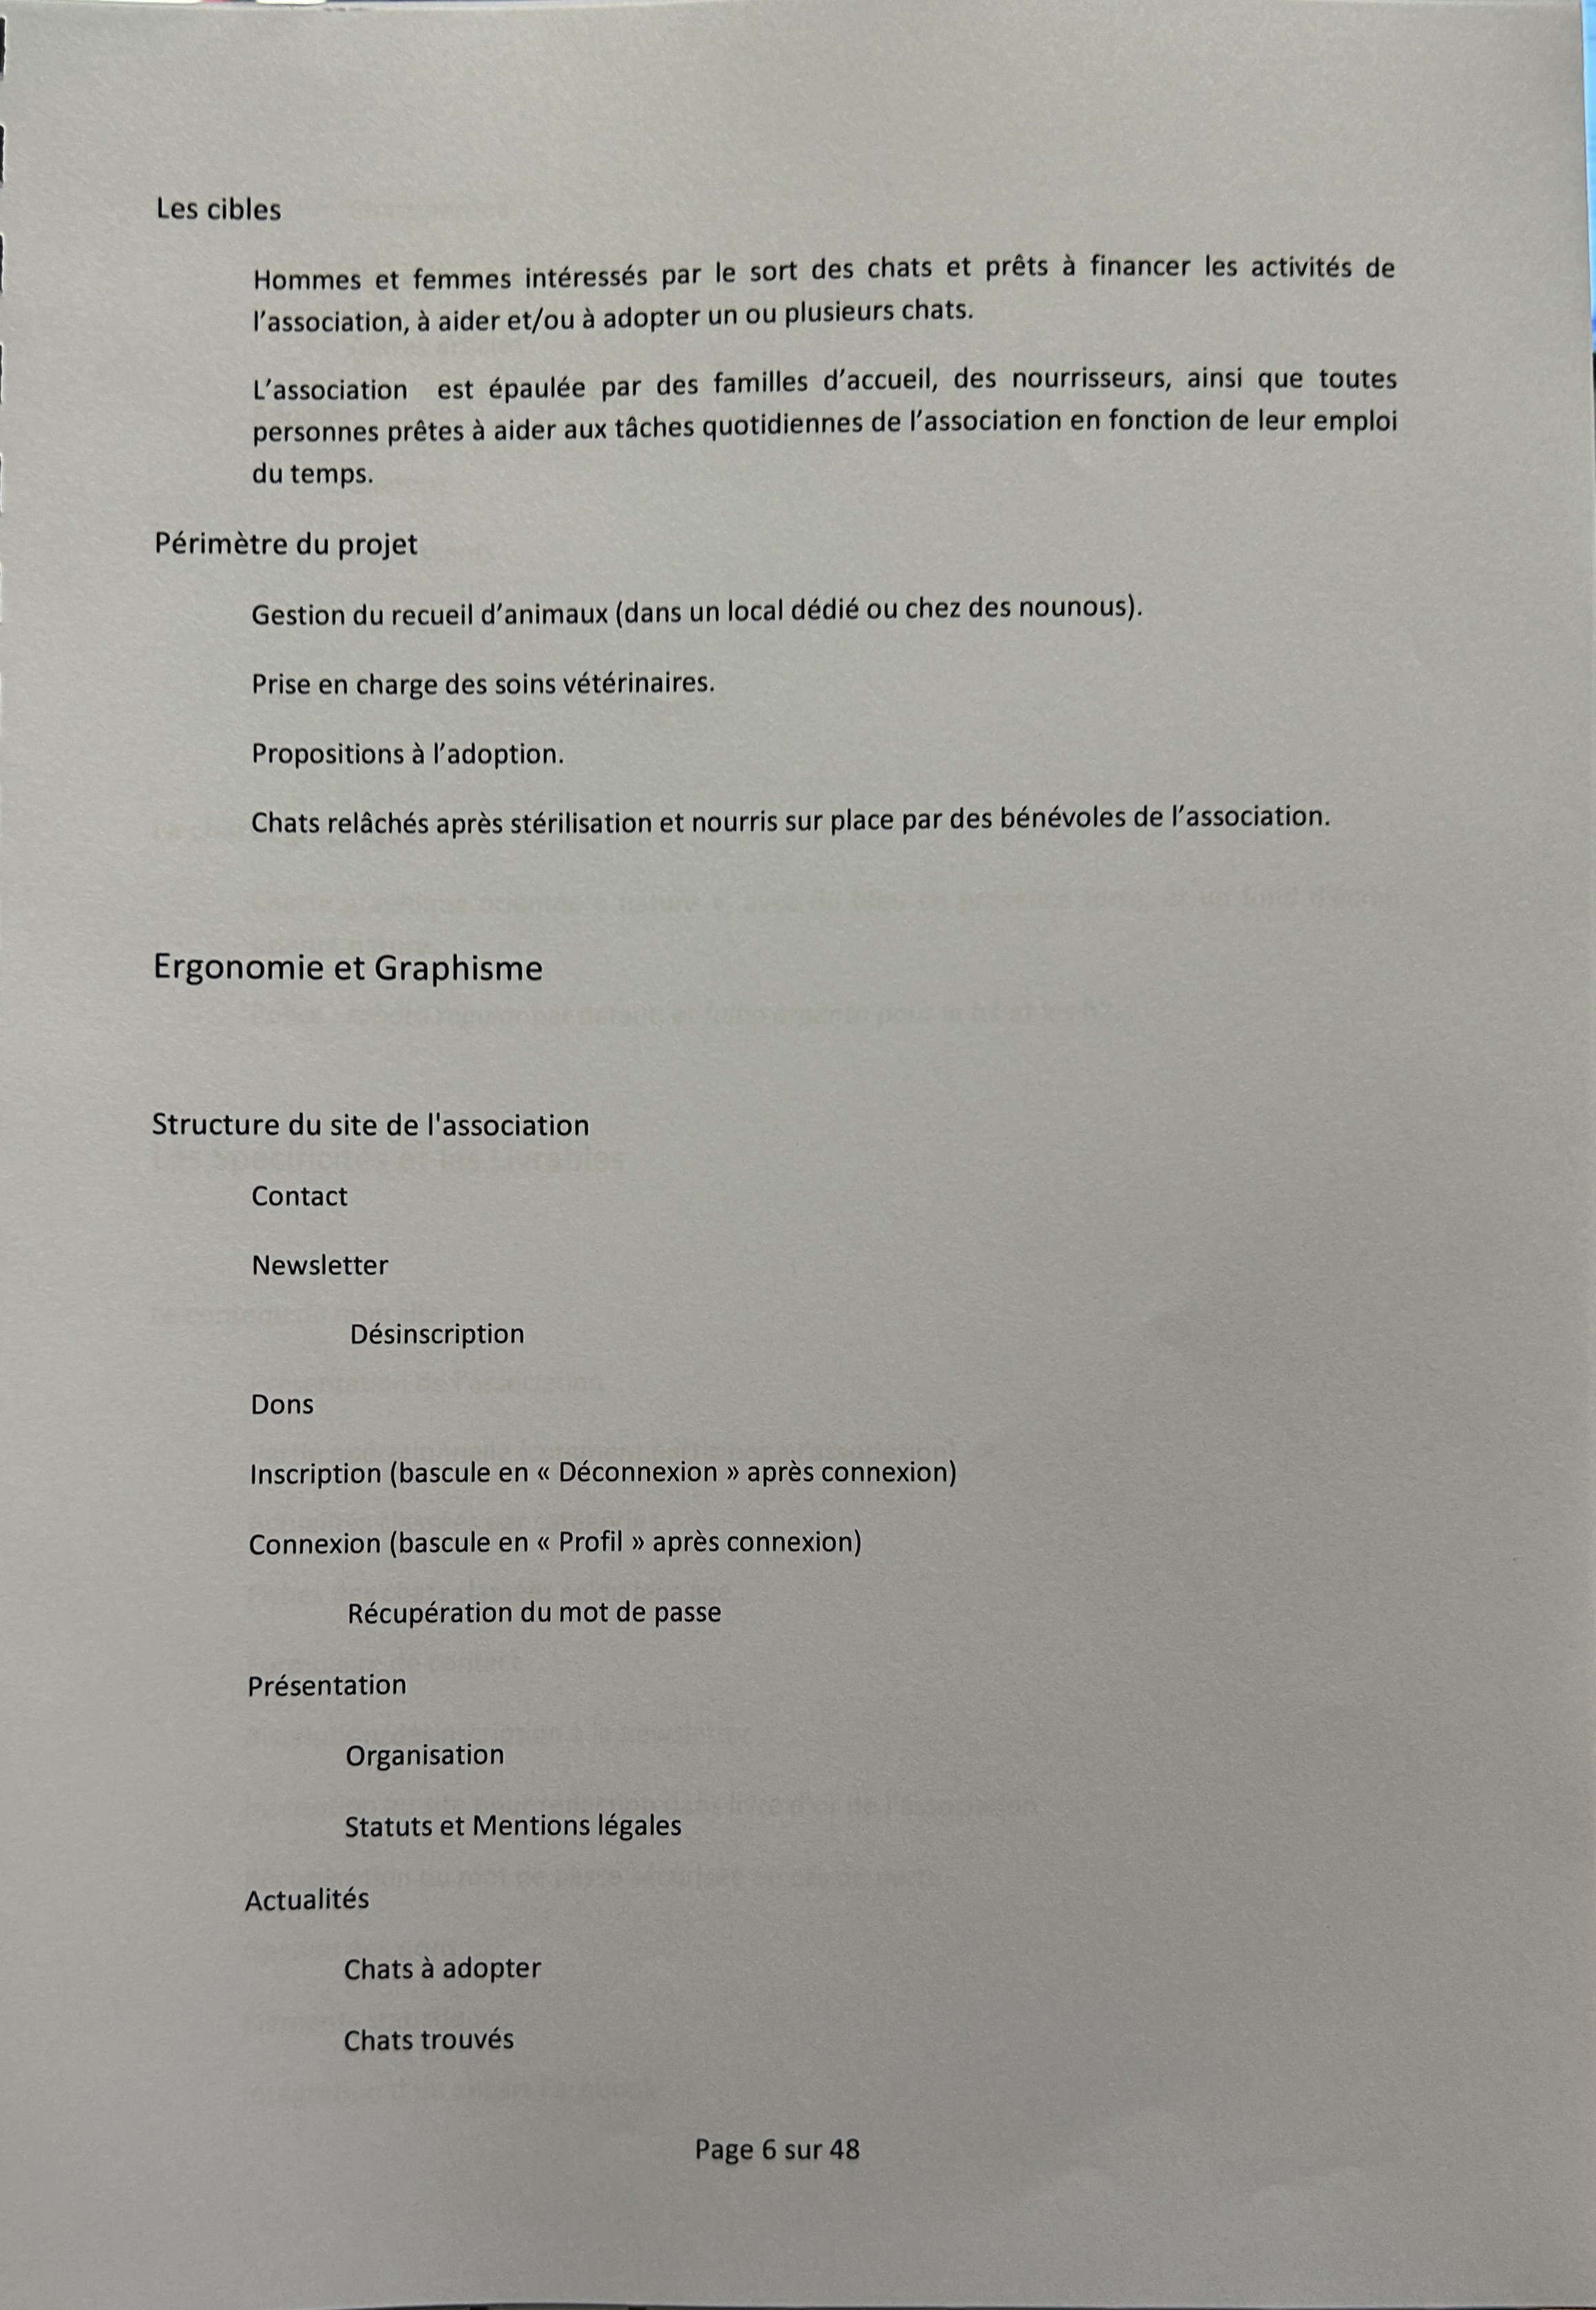 Les cibles
Hommes et femmes intéressés par le sort des chats et prêts à financer les activités de
l’association, à aider et/ou à adopter un ou plusieurs chats.
L’association est épaulée par des familles d’accueil, des nourrisseurs, ainsi que toutes
personnes prêtes à aider aux tâches quotidiennes de l’association en fonction de leur emploi
du temps.
Périmètre du projet
Gestion du recueil d’animaux (dans un local dédié ou chez des nounous).
Prise en charge des soins vétérinaires.
Propositions à l’adoption.
Chats relâchés après stérilisation et nourris sur place par des bénévoles de l’association.
Ergonomie et Graphisme
Structure du site de l'association
Contact
Newsletter
Désinscription
Dons
Inscription (bascule en « Déconnexion » après connexion)
Connexion (bascule en « Profil » après connexion)
Récupération du mot de passe
Présentation
Organisation
Statuts et Mentions légales
Actualités
Chats à adopter
Chats trouvés
Page 6 sur 48